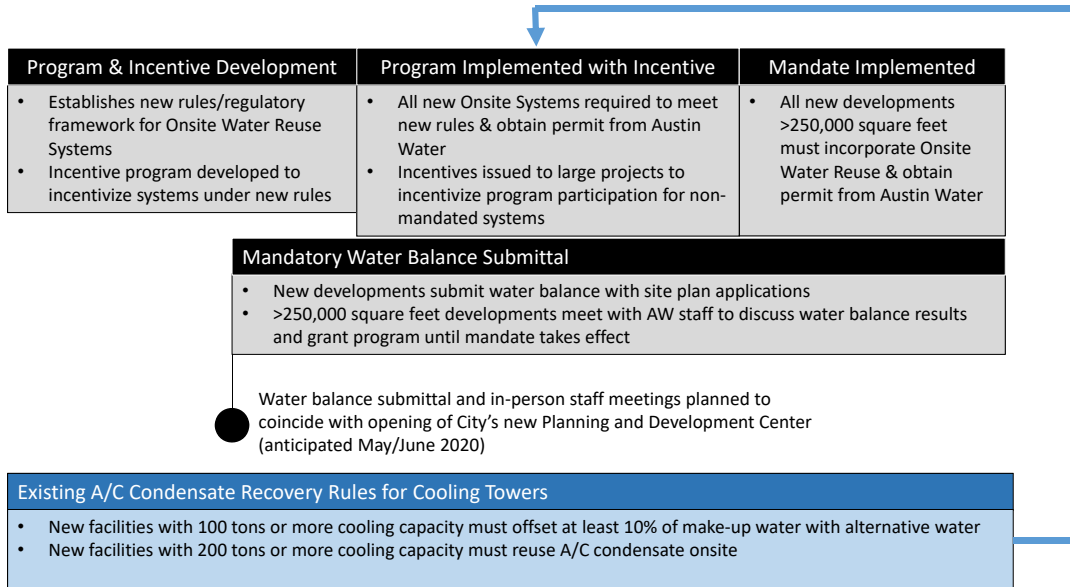 Program & Incentive Development
• Establishes new rules/regulatory
framework for Onsite Water Reuse
Systems
• Incentive program developed to
incentivize systems under new rules
Program Implemented with Incentive
• All new Onsite Systems required to meet
new rules & obtain permit from Austin
Water
• Incentives issued to large projects to
incentivize program participation for non-
mandated systems
Mandate Implemented
• All new developments
>250,000 square feet
must incorporate Onsite
Water Reuse & obtain
permit from Austin Water
Mandatory Water Balance Submittal
• New developments submit water balance with site plan applications
• >250,000 square feet developments meet with AW staff to discuss water balance results
and grant program until mandate takes effect
Water balance submittal and in-person staff meetings planned to
coincide with opening of City's new Planning and Development Center
(anticipated May/June 2020)
Existing A/C Condensate Recovery Rules for Cooling Towers
• New facilities with 100 tons or more cooling capacity must offset at least 10% of make-up water with alternative water
• New facilities with 200 tons or more cooling capacity must reuse A/C condensate onsite